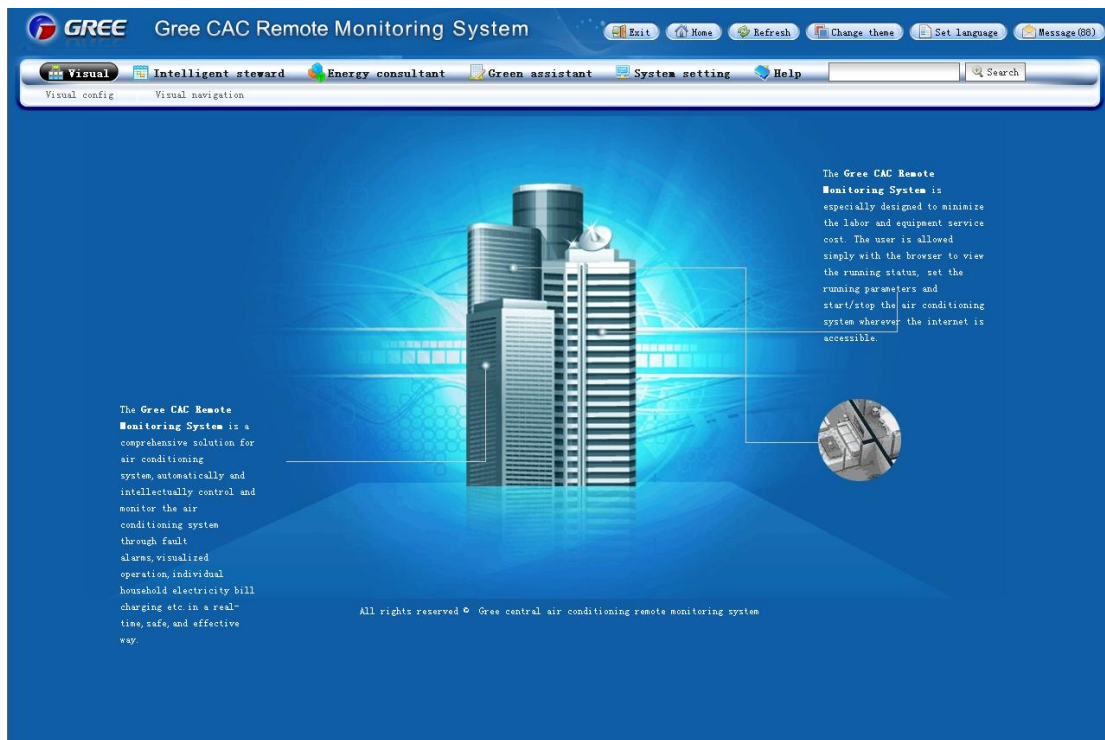 GREE Gree CAC Remote Monitoring System Exit Home Refresh Change theme Set language Message(88)
Visual Intelligent steward Energy consultant Green assistant System setting Help Search
Visual config Visual navigation
The Gree CAC Remote
Monitoring System is
especially designed to minimize
the labor and equipment service
cost. The user is allowed
simply with the browser to view
the running status, set the
running parameters and
start/stop the air conditioning
system wherever the internet is
accessible.
The Gree CAC Remote
Monitoring System is a
comprehensive solution for
air conditioning
system,automatically and
intellectually control and
monitor the air
conditioning system
through fault
alarms,visualized
operation,individual
household electricity bill
charging etc.in a real-
time,safe,and effective
way.
All rights reserved © Gree central air conditioning remote monitoring system